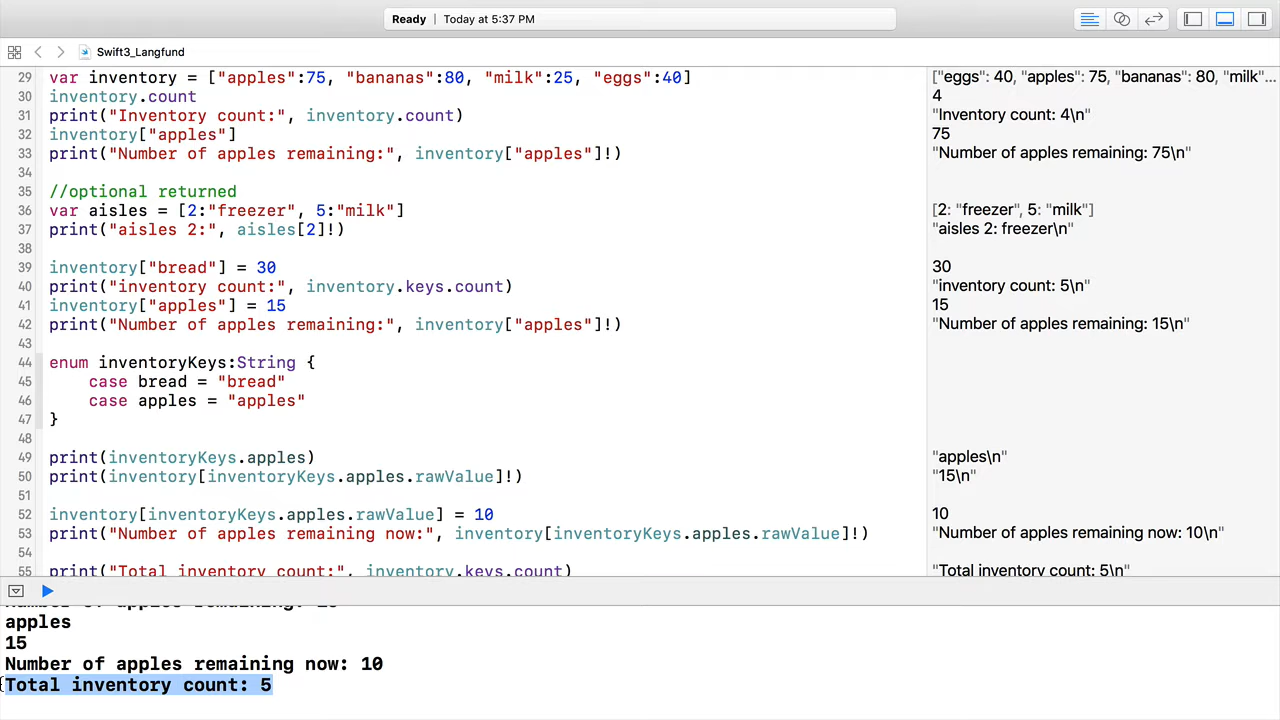 Ready | Today at 5:37 PM
Swift3_Langfund
29 var inventory = ["apples":75, "bananas":80, "milk":25, "eggs":40] ["eggs": 40, "apples": 75, "bananas": 80, "milk"...
30 inventory.count 4
31 print("Inventory count:", inventory.count) "Inventory count: 4\n"
32 inventory["apples"] 75
33 print("Number of apples remaining:", inventory["apples"]!) "Number of apples remaining: 75\n"
34
35 //optional returned
36 var aisles = [2:"freezer", 5:"milk"] [2: "freezer", 5: "milk"]
37 print("aisles 2:", aisles[2]!) "aisles 2: freezer\n"
38
39 inventory["bread"] = 30 30
40 print("inventory count:", inventory.keys.count) "inventory count: 5\n"
41 inventory["apples"] = 15 15
42 print("Number of apples remaining:", inventory["apples"]!) "Number of apples remaining: 15\n"
43
44 enum inventoryKeys:String {
45 case bread = "bread"
46 case apples = "apples"
47 }
48
49 print(inventoryKeys.apples) "apples\n"
50 print(inventory[inventoryKeys.apples.rawValue]!) "15\n"
51
52 inventory[inventoryKeys.apples.rawValue] = 10 10
53 print("Number of apples remaining now:", inventory[inventoryKeys.apples.rawValue]!) "Number of apples remaining now: 10\n"
54
55 print("Total inventory count:", inventory.keys.count) "Total inventory count: 5\n"
Number of apples remaining: 15
apples
15
Number of apples remaining now: 10
Total inventory count: 5